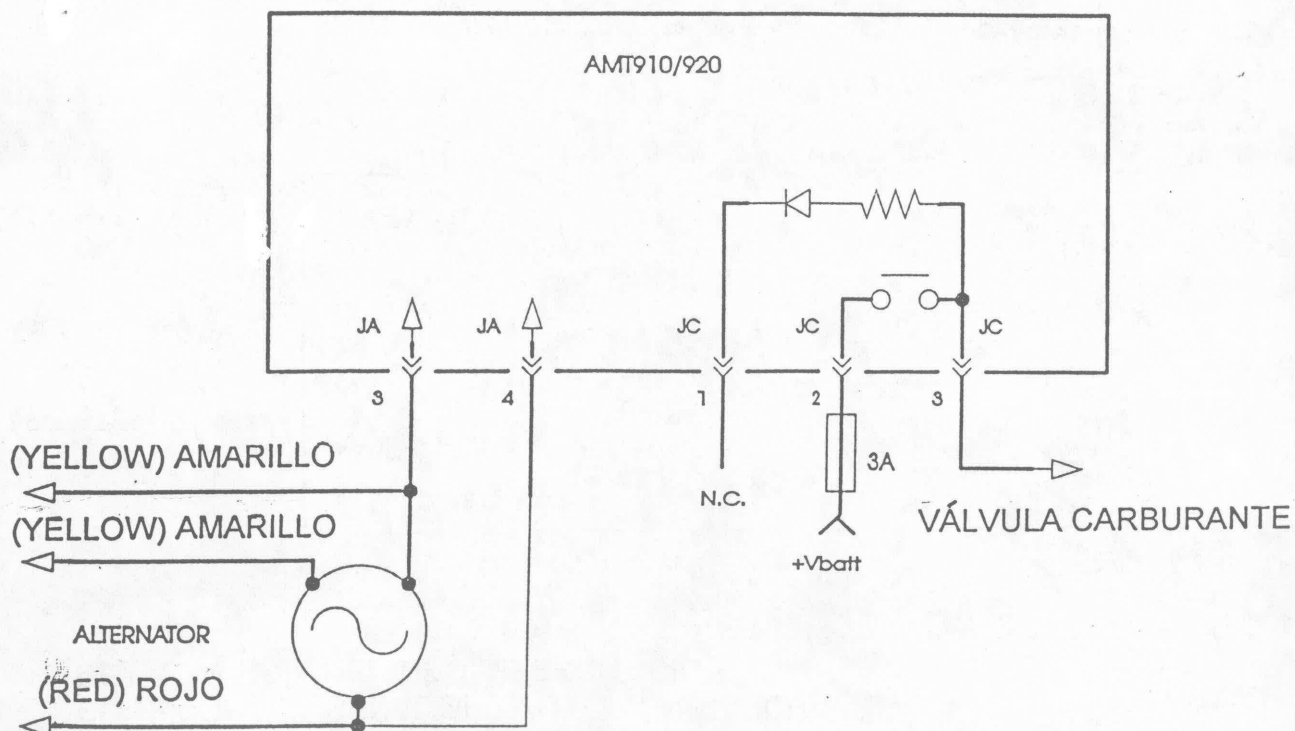 AMT910/920
JA JA JC JC JC
3 4 1 2 3
(YELLOW) AMARILLO
3A
N.C.
(YELLOW) AMARILLO
VÁLVULA CARBURANTE
+Vbatt
ALTERNATOR
(RED) ROJO